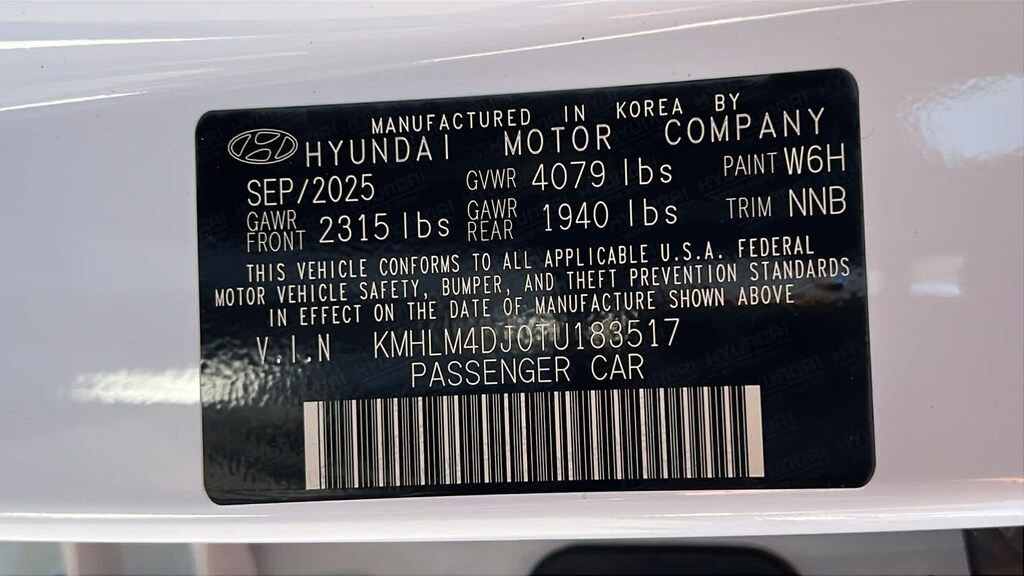 MANUFACTURED IN KOREA BY
HYUNDAI MOTOR COMPANY
SEP/2025 GVWR 4079 lbs PAINT W6H
GAWR FRONT 2315 lbs GAWR REAR 1940 lbs TRIM NNB
THIS VEHICLE CONFORMS TO ALL APPLICABLE U.S.A. FEDERAL
MOTOR VEHICLE SAFETY, BUMPER, AND THEFT PREVENTION STANDARDS
IN EFFECT ON THE DATE OF MANUFACTURE SHOWN ABOVE
V.I.N KMHLM4DJ0TU183517
PASSENGER CAR